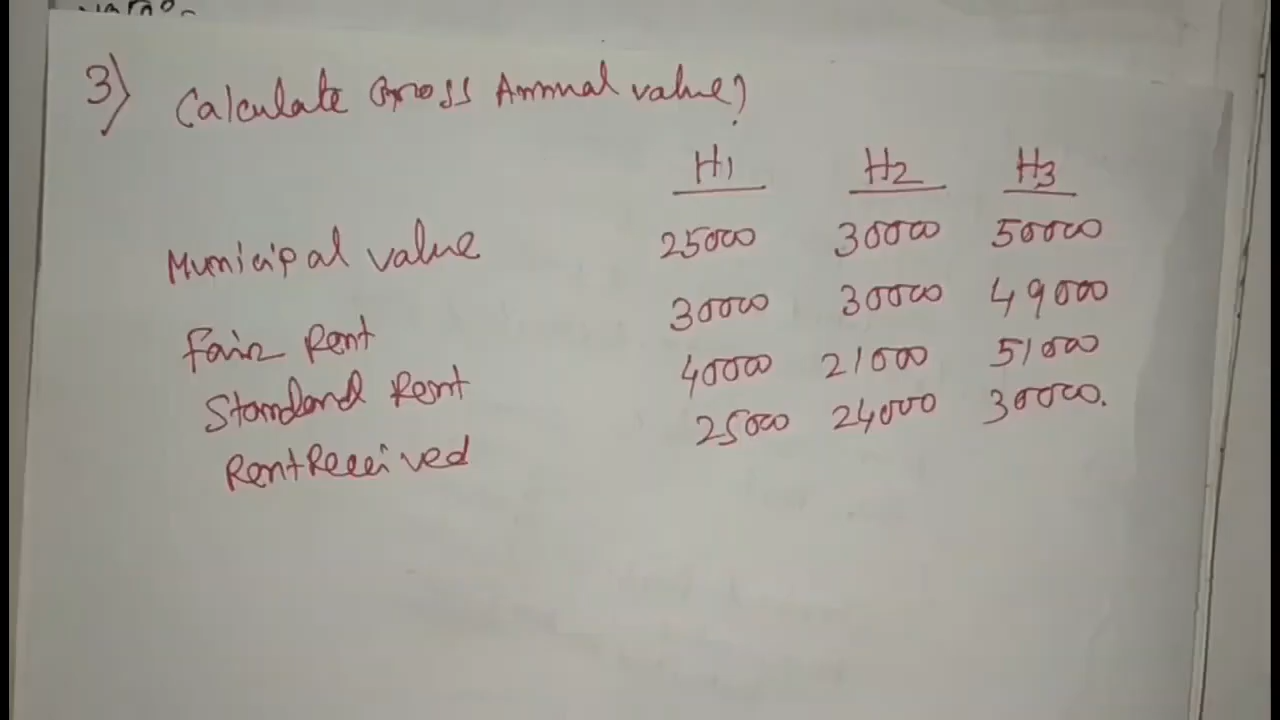 3) Calculate Gross Annual value?
H1 H2 H3
Municipal value 25000 30000 50000
Fair Rent 30000 30000 49000
Standard Rent 40000 21000 51000
Rent Received 25000 24000 30000.